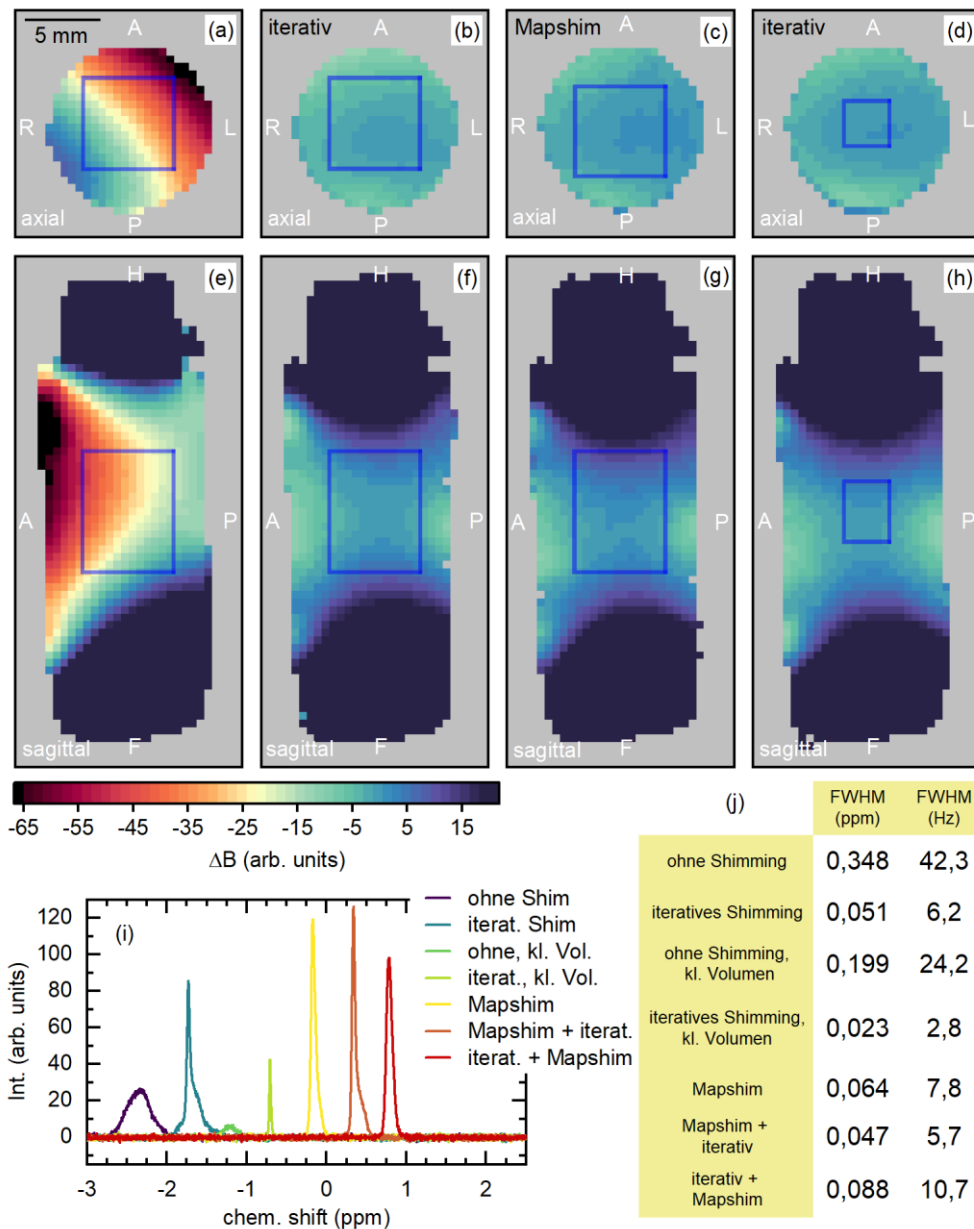 5 mm
A
(a)
R
L
axial
P
iterativ
A
(b)
axial
P
Mapshim
A
(c)
axial
P
iterativ
A
(d)
axial
P
H
(e)
A
P
sagittal
F
H
(f)
A
P
sagittal
F
H
(g)
A
P
sagittal
F
H
(h)
A
P
sagittal
F
-65 -55 -45 -35 -25 -15 -5 5 15
ΔB (arb. units)
(i)
Int. (arb. units)
120
100
80
60
40
20
0
-3 -2 -1 0 1 2
chem. shift (ppm)
ohne Shim
iterat. Shim
ohne, kl. Vol.
iterat., kl. Vol.
Mapshim
Mapshim + iterat.
iterat. + Mapshim
(j)
FWHM FWHM
(ppm) (Hz)
ohne Shimming 0,348 42,3
iteratives Shimming 0,051 6,2
ohne Shimming,
kl. Volumen 0,199 24,2
iteratives Shimming,
kl. Volumen 0,023 2,8
Mapshim 0,064 7,8
Mapshim +
iterativ 0,047 5,7
iterativ +
Mapshim 0,088 10,7